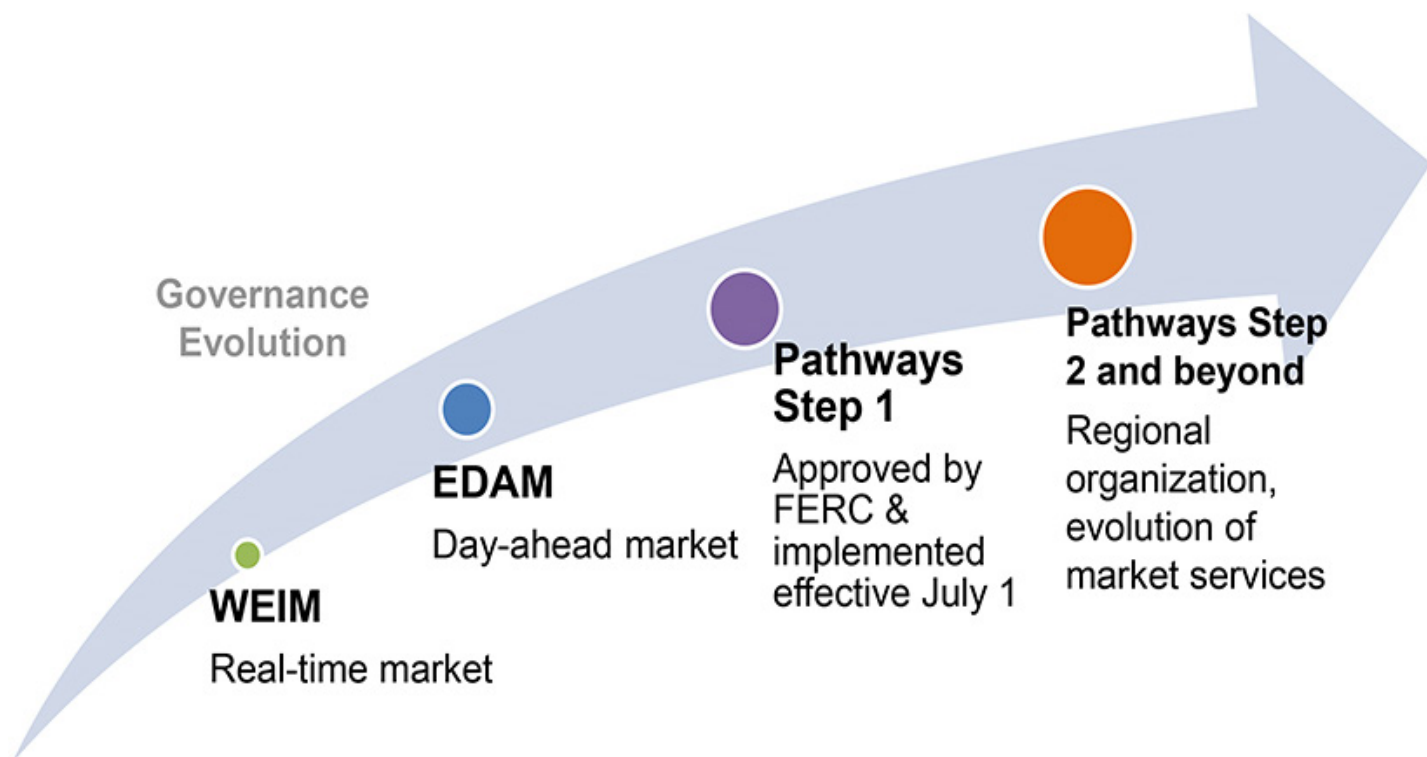 Governance
Evolution
WEIM
Real-time market
EDAM
Day-ahead market
Pathways
Step 1
Approved by
FERC &
implemented
effective July 1
Pathways Step
2 and beyond
Regional
organization,
evolution of
market services